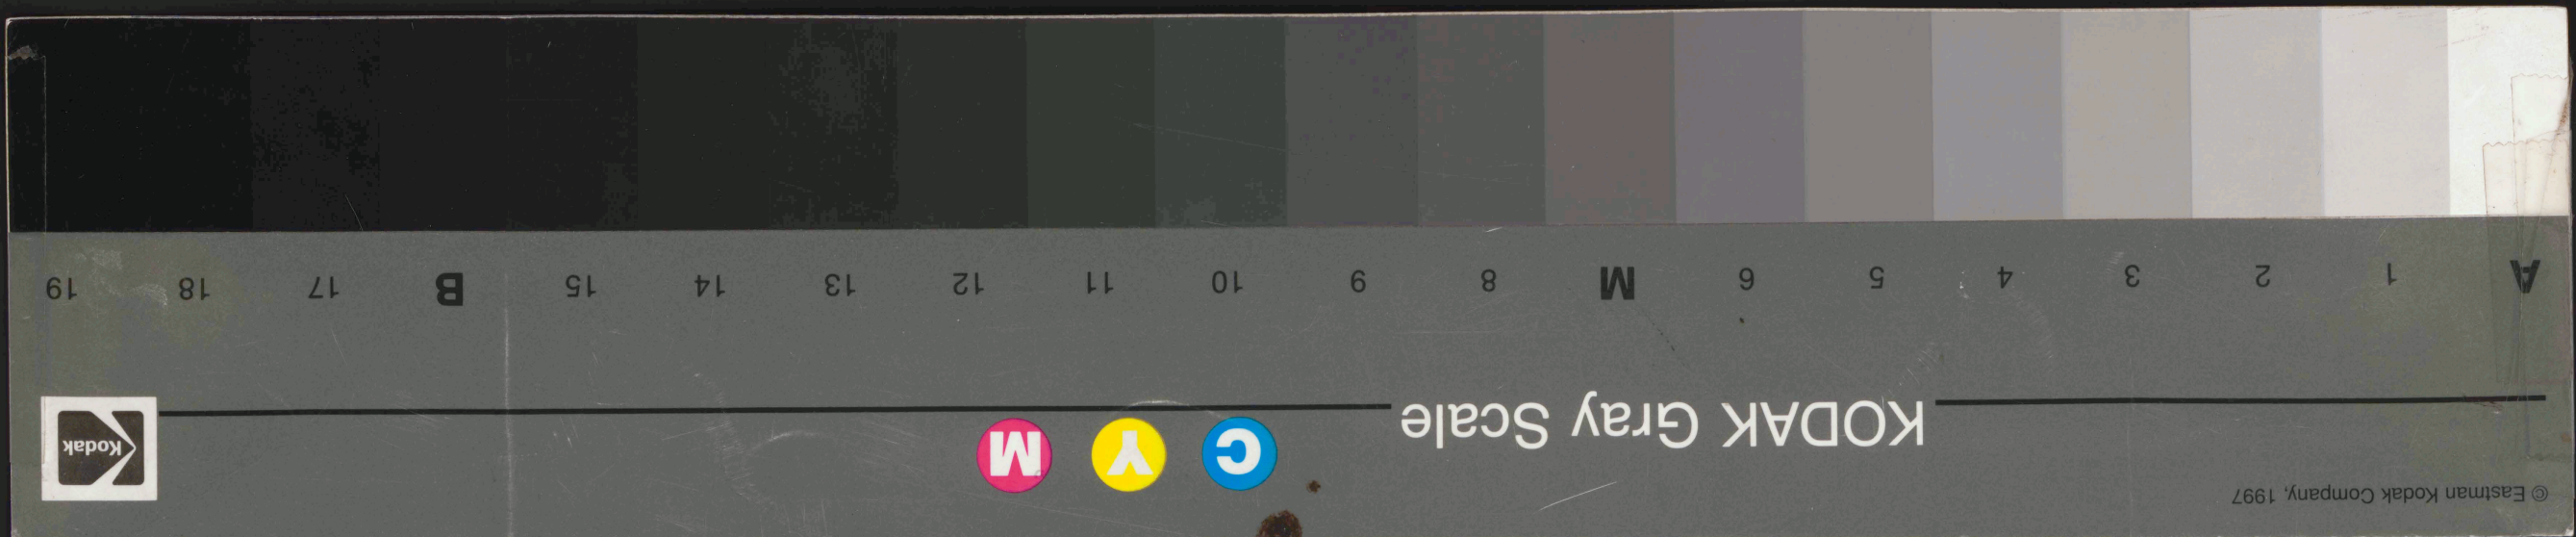 © Eastman Kodak Company, 1997
KODAK Gray Scale
C Y M
Kodak
A 1 2 3 4 5 6 M 8 9 10 11 12 13 14 15 B 17 18 19